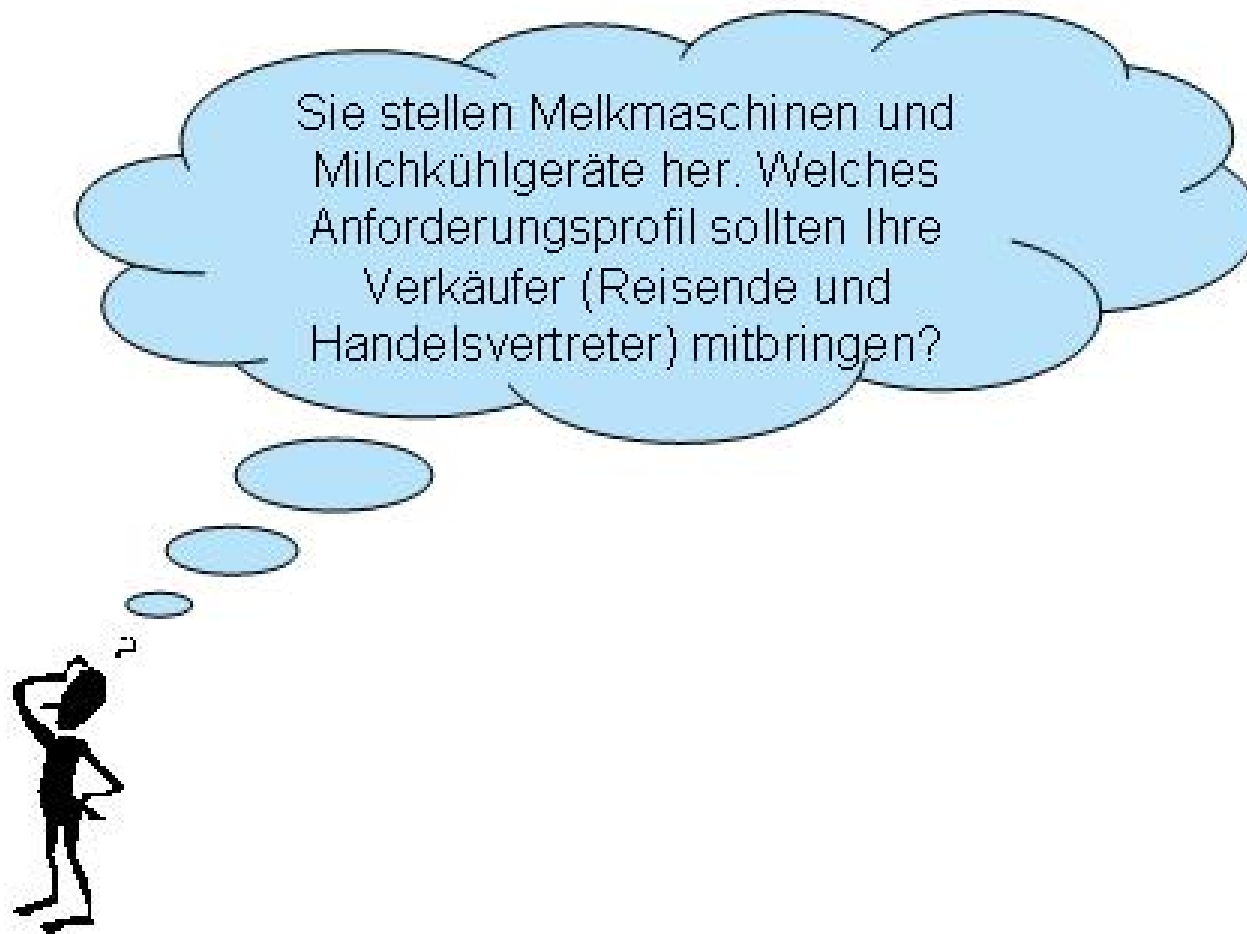 Sie stellen Melkmaschinen und
Milchkühlgeräte her. Welches
Anforderungsprofil sollten Ihre
Verkäufer (Reisende und
Handelsvertreter) mitbringen?
?